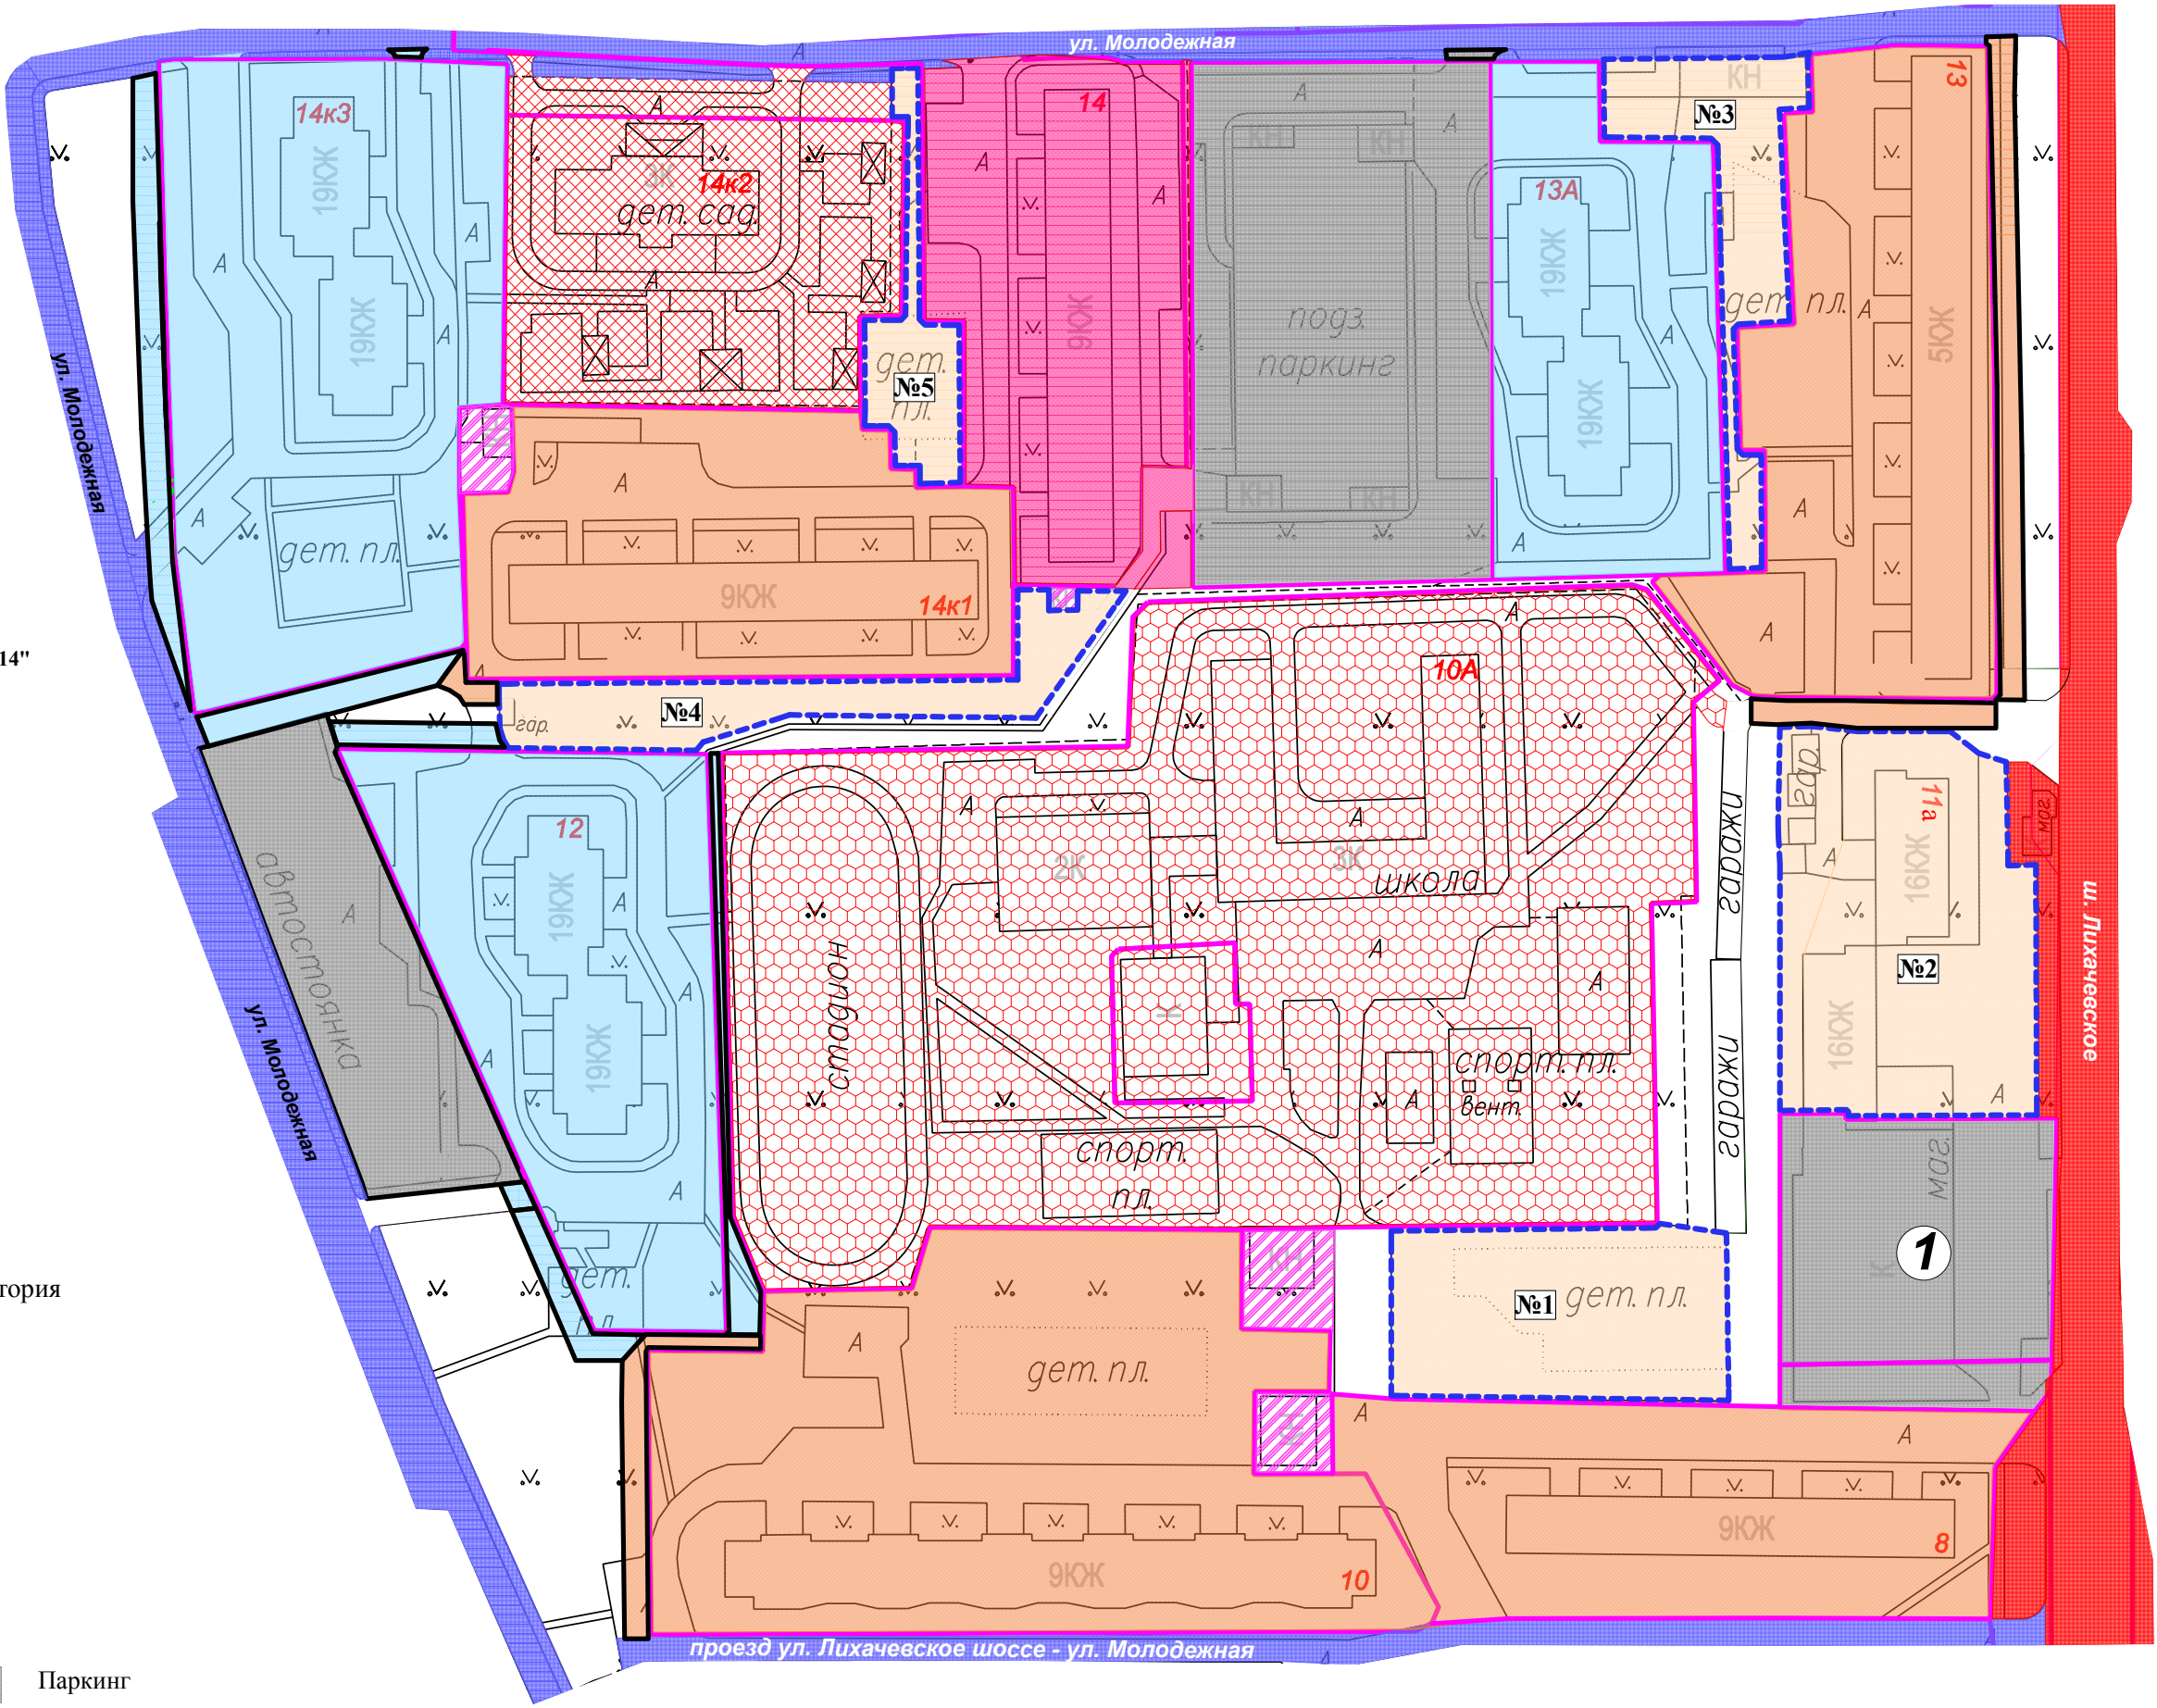 ул. Молодежная
14к3
19КЖ
19КЖ
А
А
А
А
дет. пл.
ул. Молодежная
14"
А
3К
14к2
дет. сад.
А
дет.
№5
пл.
14
А
А
9КЖ
А
9КЖ
14к1
А
КН
КН
А
А
подз.
паркинг
КН
КН
13А
19КЖ
19КЖ
А
А
КН
№3
дет. пл.
13
5КЖ
А
А
А
№4
гар.
10А
А
А
2К
3К
школа
А
А
стадион
К
спорт. пл.
вент.
А
А
спорт.
пл.
гаражи
гаражи
гар.
11а
16КЖ
16КЖ
А
А
№2
маг.
ш. Лихачевское
автостоянка
А
12
19КЖ
19КЖ
А
А
А
А
дет.
пл.
ул. Молодежная
маг.
К
1
КН
№1
дет. пл.
тория
А
дет. пл.
А
А
9КЖ
10
9КЖ
8
проезд ул. Лихачевское шоссе - ул. Молодежная
А
Паркинг